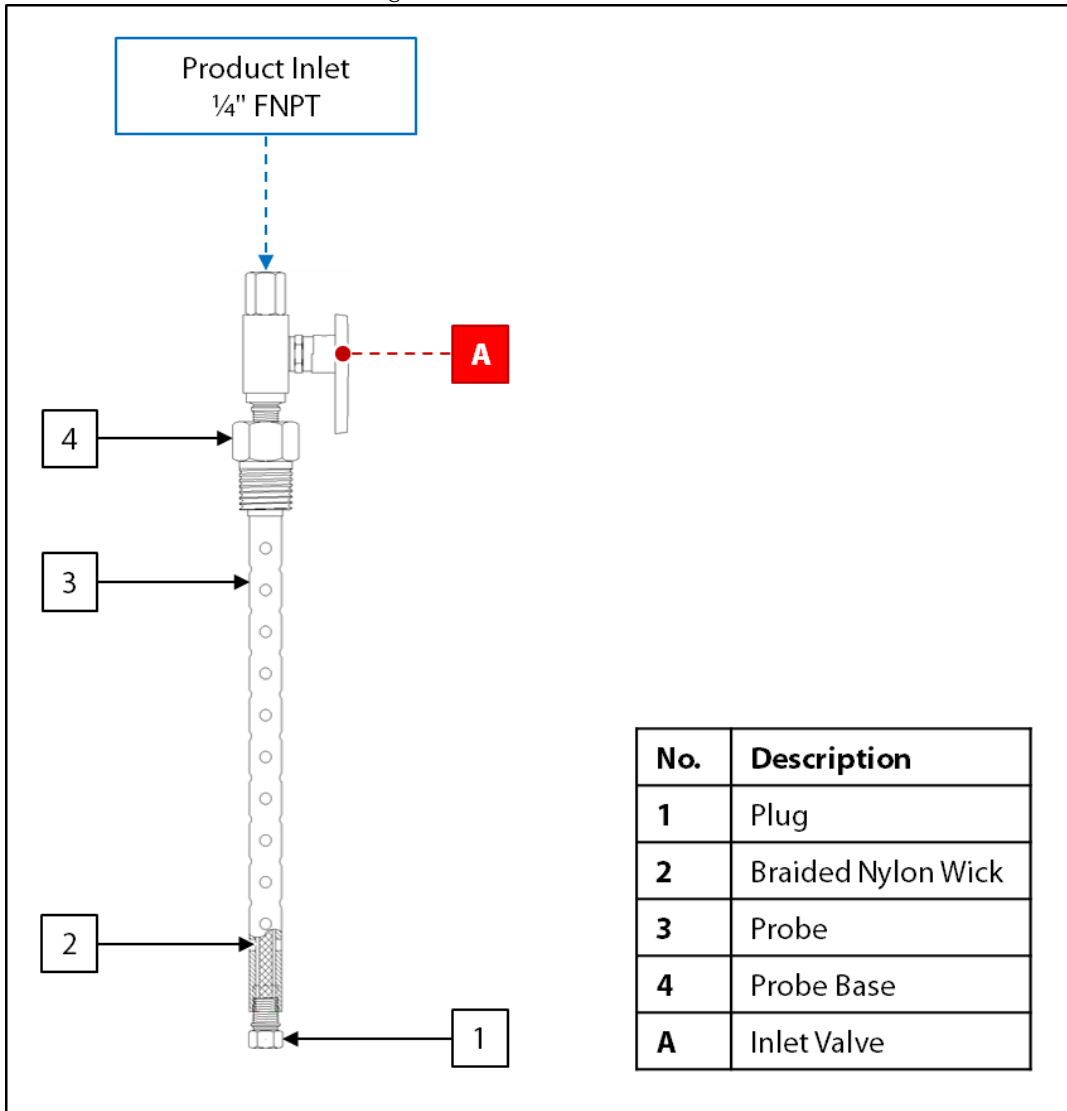 Product Inlet
¼" FNPT
A
4
3
2
1
No. Description
1 Plug
2 Braided Nylon Wick
3 Probe
4 Probe Base
A Inlet Valve